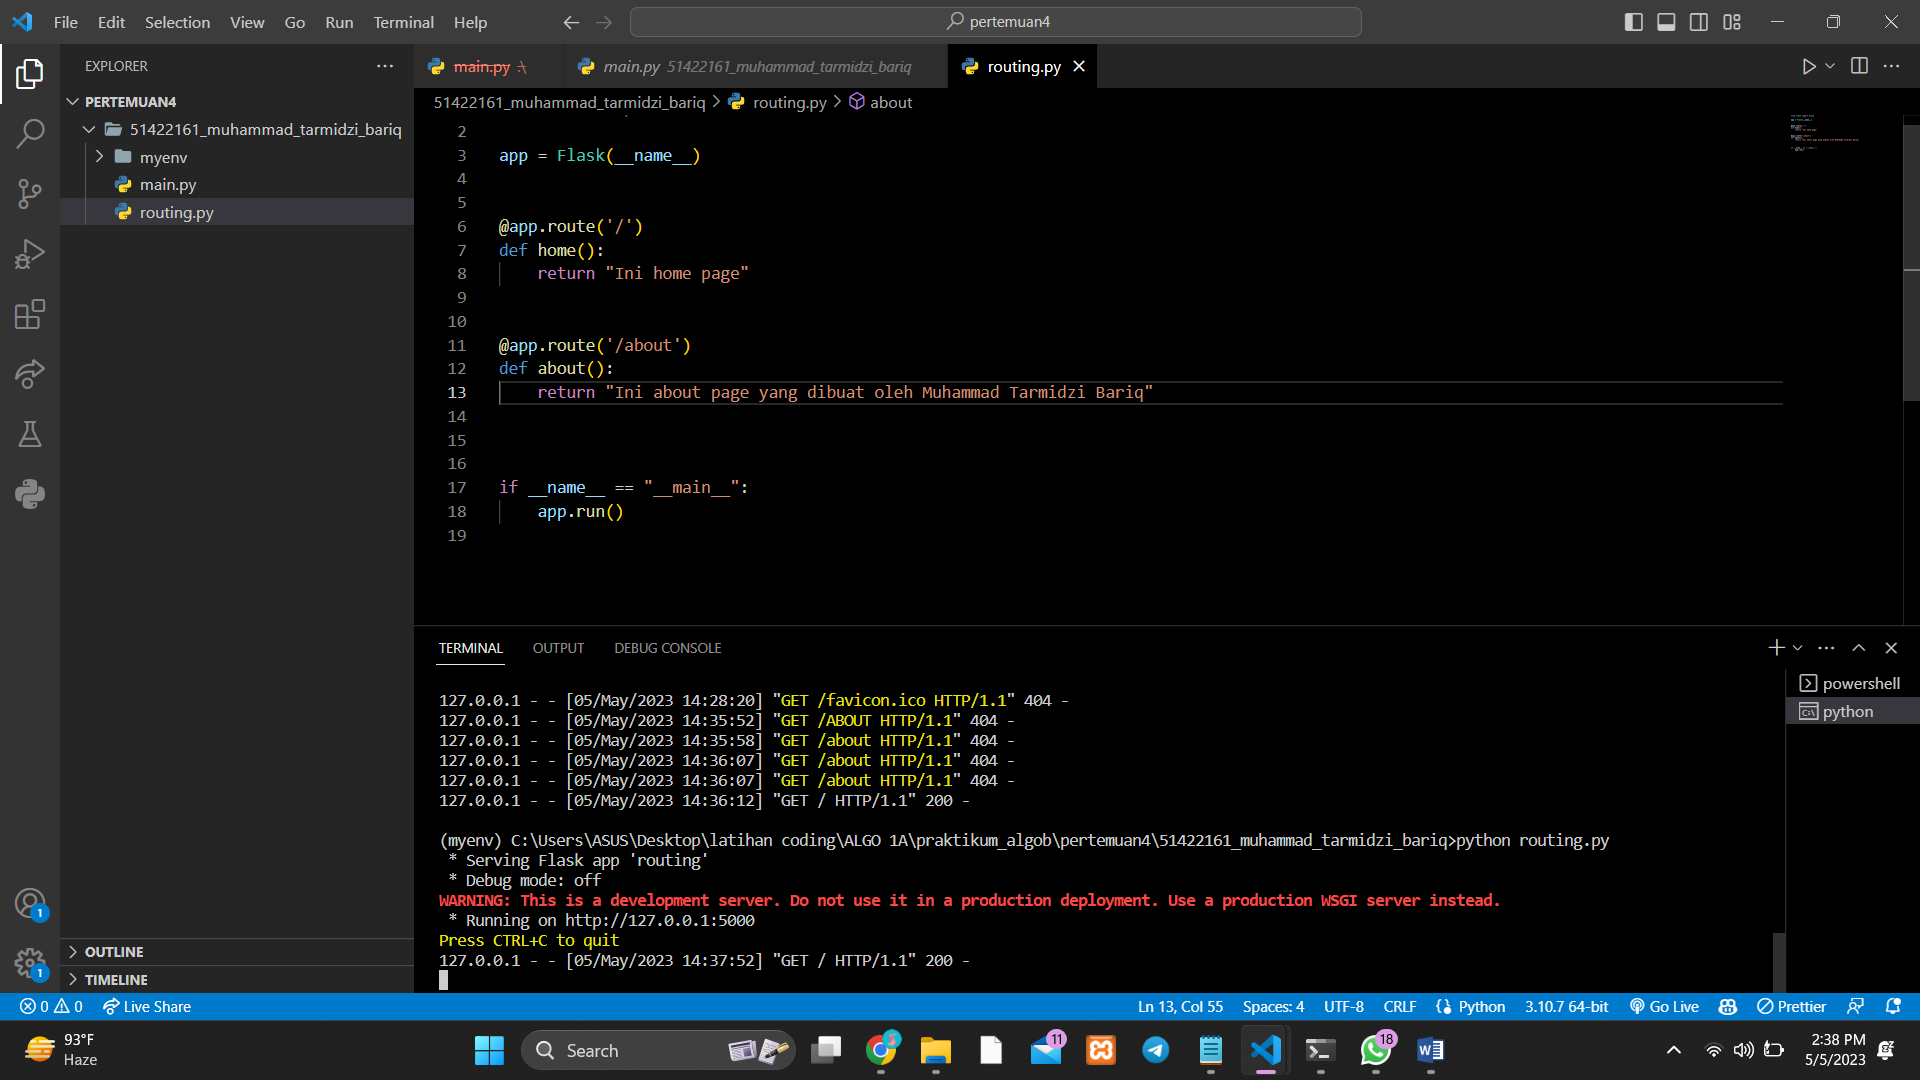 File Edit Selection View Go Run Terminal Help
pertemuan4
EXPLORER
PERTEMUAN4
51422161_muhammad_tarmidzi_bariq
myenv
main.py
routing.py
OUTLINE
TIMELINE
main.py .\
main.py 51422161_muhammad_tarmidzi_bariq
routing.py
51422161_muhammad_tarmidzi_bariq > routing.py > about
2
3 app = Flask(__name__)
4
5
6 @app.route('/')
7 def home():
8 return "Ini home page"
9
10
11 @app.route('/about')
12 def about():
13 return "Ini about page yang dibuat oleh Muhammad Tarmidzi Bariq"
14
15
16
17 if __name__ == "__main__":
18 app.run()
19
TERMINAL OUTPUT DEBUG CONSOLE
powershell
python
127.0.0.1 - - [05/May/2023 14:28:20] "GET /favicon.ico HTTP/1.1" 404 -
127.0.0.1 - - [05/May/2023 14:35:52] "GET /ABOUT HTTP/1.1" 404 -
127.0.0.1 - - [05/May/2023 14:35:58] "GET /about HTTP/1.1" 404 -
127.0.0.1 - - [05/May/2023 14:36:07] "GET /about HTTP/1.1" 404 -
127.0.0.1 - - [05/May/2023 14:36:07] "GET /about HTTP/1.1" 404 -
127.0.0.1 - - [05/May/2023 14:36:12] "GET / HTTP/1.1" 200 -
(myenv) C:\Users\ASUS\Desktop\latihan coding\ALGO 1A\praktikum_algob\pertemuan4\51422161_muhammad_tarmidzi_bariq>python routing.py
* Serving Flask app 'routing'
* Debug mode: off
WARNING: This is a development server. Do not use it in a production deployment. Use a production WSGI server instead.
* Running on http://127.0.0.1:5000
Press CTRL+C to quit
127.0.0.1 - - [05/May/2023 14:37:52] "GET / HTTP/1.1" 200 -
1
1
0 0 Live Share
Ln 13, Col 55 Spaces: 4 UTF-8 CRLF Python 3.10.7 64-bit Go Live Prettier
93°F
Haze
Search
11
18
2:38 PM
5/5/2023